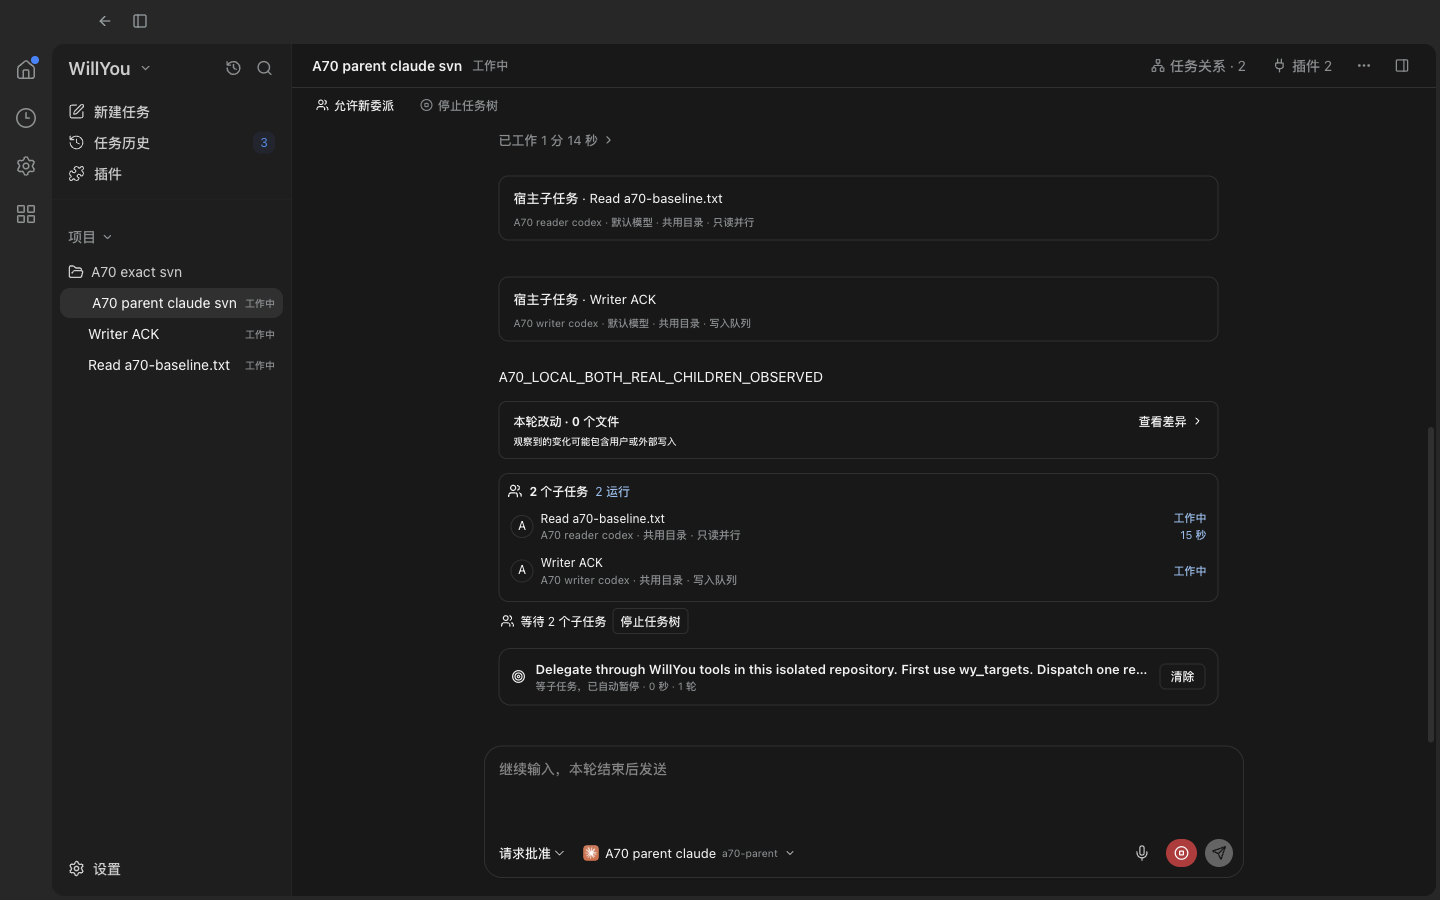 WillYou
新建任务
任务历史 3
插件
项目
A70 exact svn
A70 parent claude svn 工作中
Writer ACK 工作中
Read a70-baseline.txt 工作中
设置
A70 parent claude svn 工作中
任务关系 · 2
插件 2
允许新委派
停止任务树
已工作 1 分 14 秒
宿主子任务 · Read a70-baseline.txt
A70 reader codex · 默认模型 · 共用目录 · 只读并行
宿主子任务 · Writer ACK
A70 writer codex · 默认模型 · 共用目录 · 写入队列
A70_LOCAL_BOTH_REAL_CHILDREN_OBSERVED
本轮改动 · 0 个文件
查看差异
观察到的变化可能包含用户或外部写入
2 个子任务 2 运行
A
Read a70-baseline.txt
工作中
A70 reader codex · 共用目录 · 只读并行
15 秒
A
Writer ACK
工作中
A70 writer codex · 共用目录 · 写入队列
等待 2 个子任务 停止任务树
Delegate through WillYou tools in this isolated repository. First use wy_targets. Dispatch one re...
等子任务，已自动暂停 · 0 秒 · 1 轮
清除
继续输入，本轮结束后发送
请求批准
A70 parent claude a70-parent